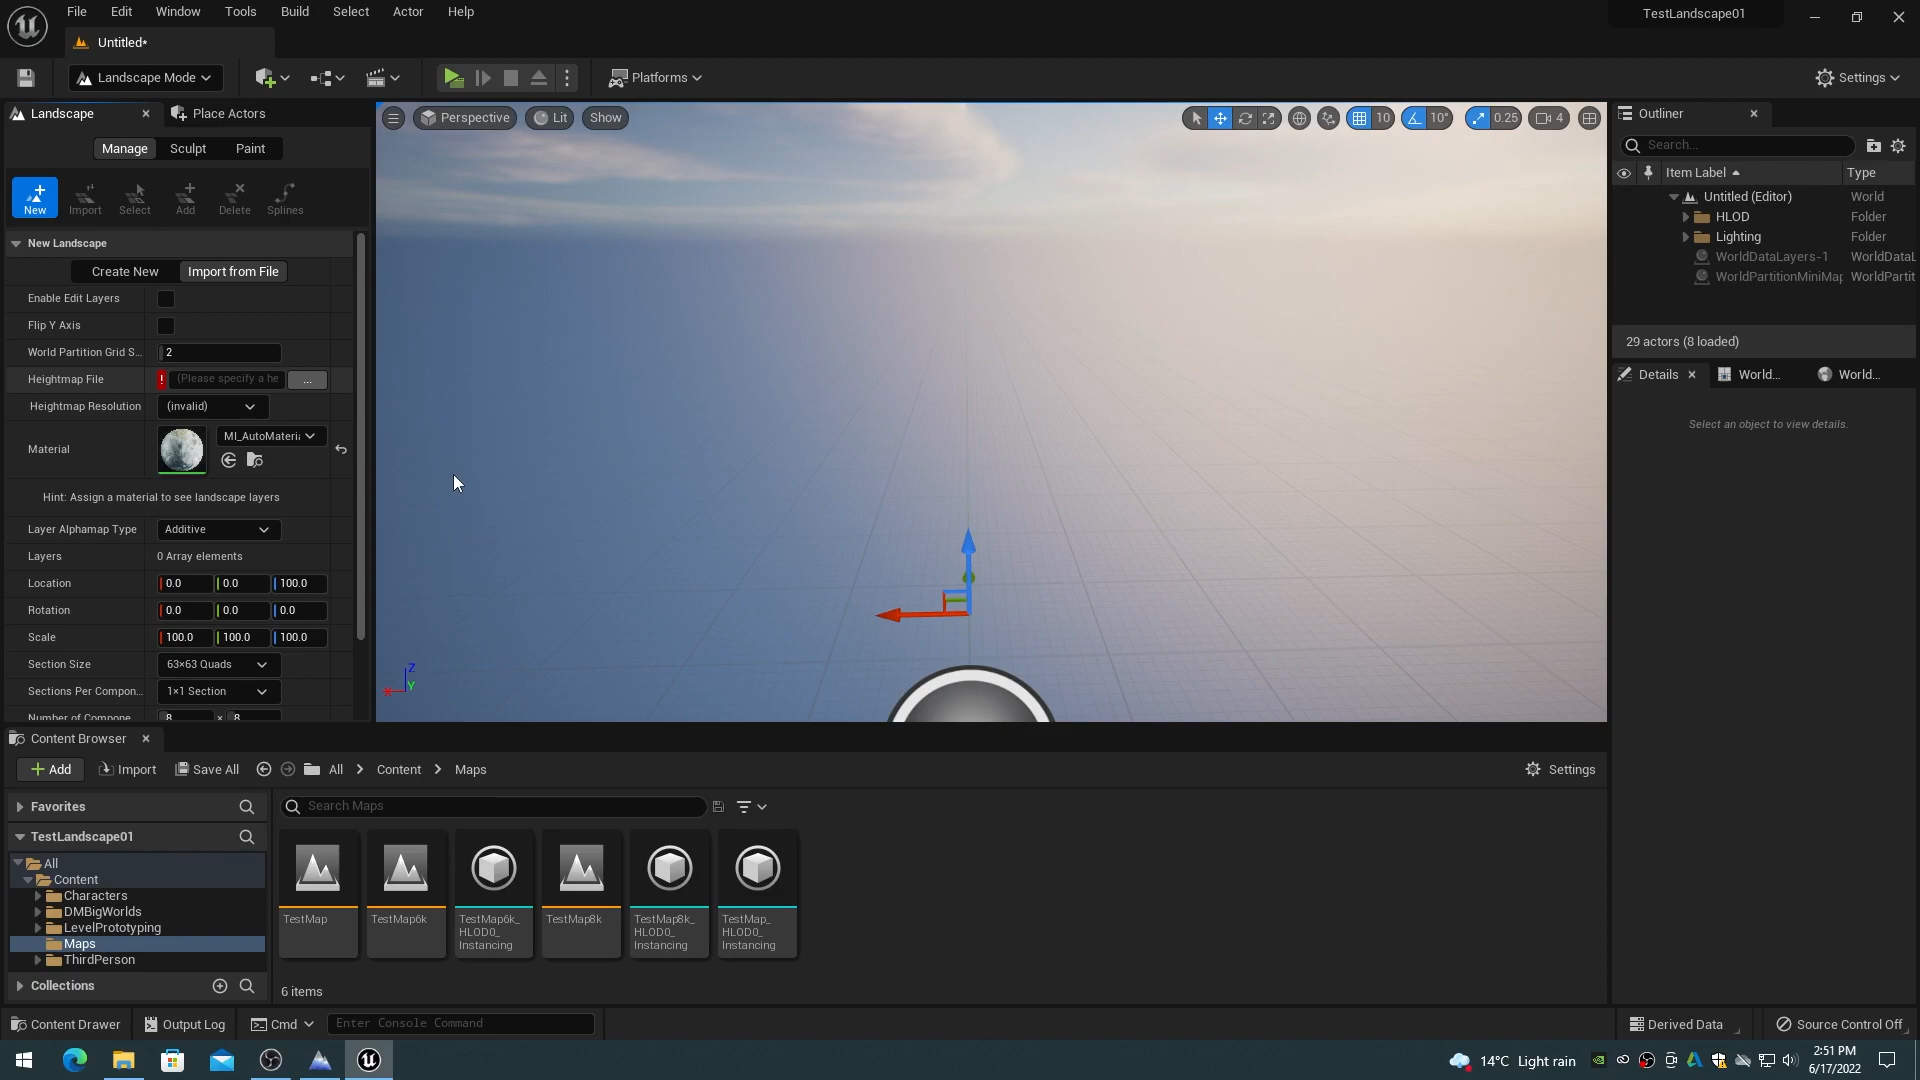 File Edit Window Tools Build Select Actor Help
TestLandscape01
Untitled*
Landscape Mode
Platforms
Settings
Landscape
Place Actors
Manage Sculpt Paint
New Import Select Add Delete Splines
New Landscape
Create New Import from File
Enable Edit Layers
Flip Y Axis
World Partition Grid S... 2
Heightmap File ! (Please specify a he ...
Heightmap Resolution (invalid)
Material MI_AutoMateri
Hint: Assign a material to see landscape layers
Layer Alphamap Type Additive
Layers 0 Array elements
Location 0.0 0.0 100.0
Rotation 0.0 0.0 0.0
Scale 100.0 100.0 100.0
Section Size 63×63 Quads
Sections Per Compon... 1×1 Section
Number of Compone 8 × 8
Perspective Lit Show
10 10° 0.25 4
Z
X Y
Outliner
Search...
Item Label Type
Untitled (Editor) World
HLOD Folder
Lighting Folder
WorldDataLayers-1 WorldDataL
WorldPartitionMiniMap WorldPartit
29 actors (8 loaded)
Details World... World...
Select an object to view details.
Content Browser
Add Import Save All All > Content > Maps
Settings
Favorites
Search Maps
TestLandscape01
All
Content
Characters
DMBigWorlds
LevelPrototyping
Maps
ThirdPerson
Collections
TestMap
TestMap6k
TestMap6k_
HLOD0_
Instancing
TestMap8k
TestMap8k_
HLOD0_
Instancing
TestMap_
HLOD0_
Instancing
6 items
Content Drawer Output Log Cmd Enter Console Command
Derived Data Source Control Off
14°C Light rain
2:51 PM
6/17/2022